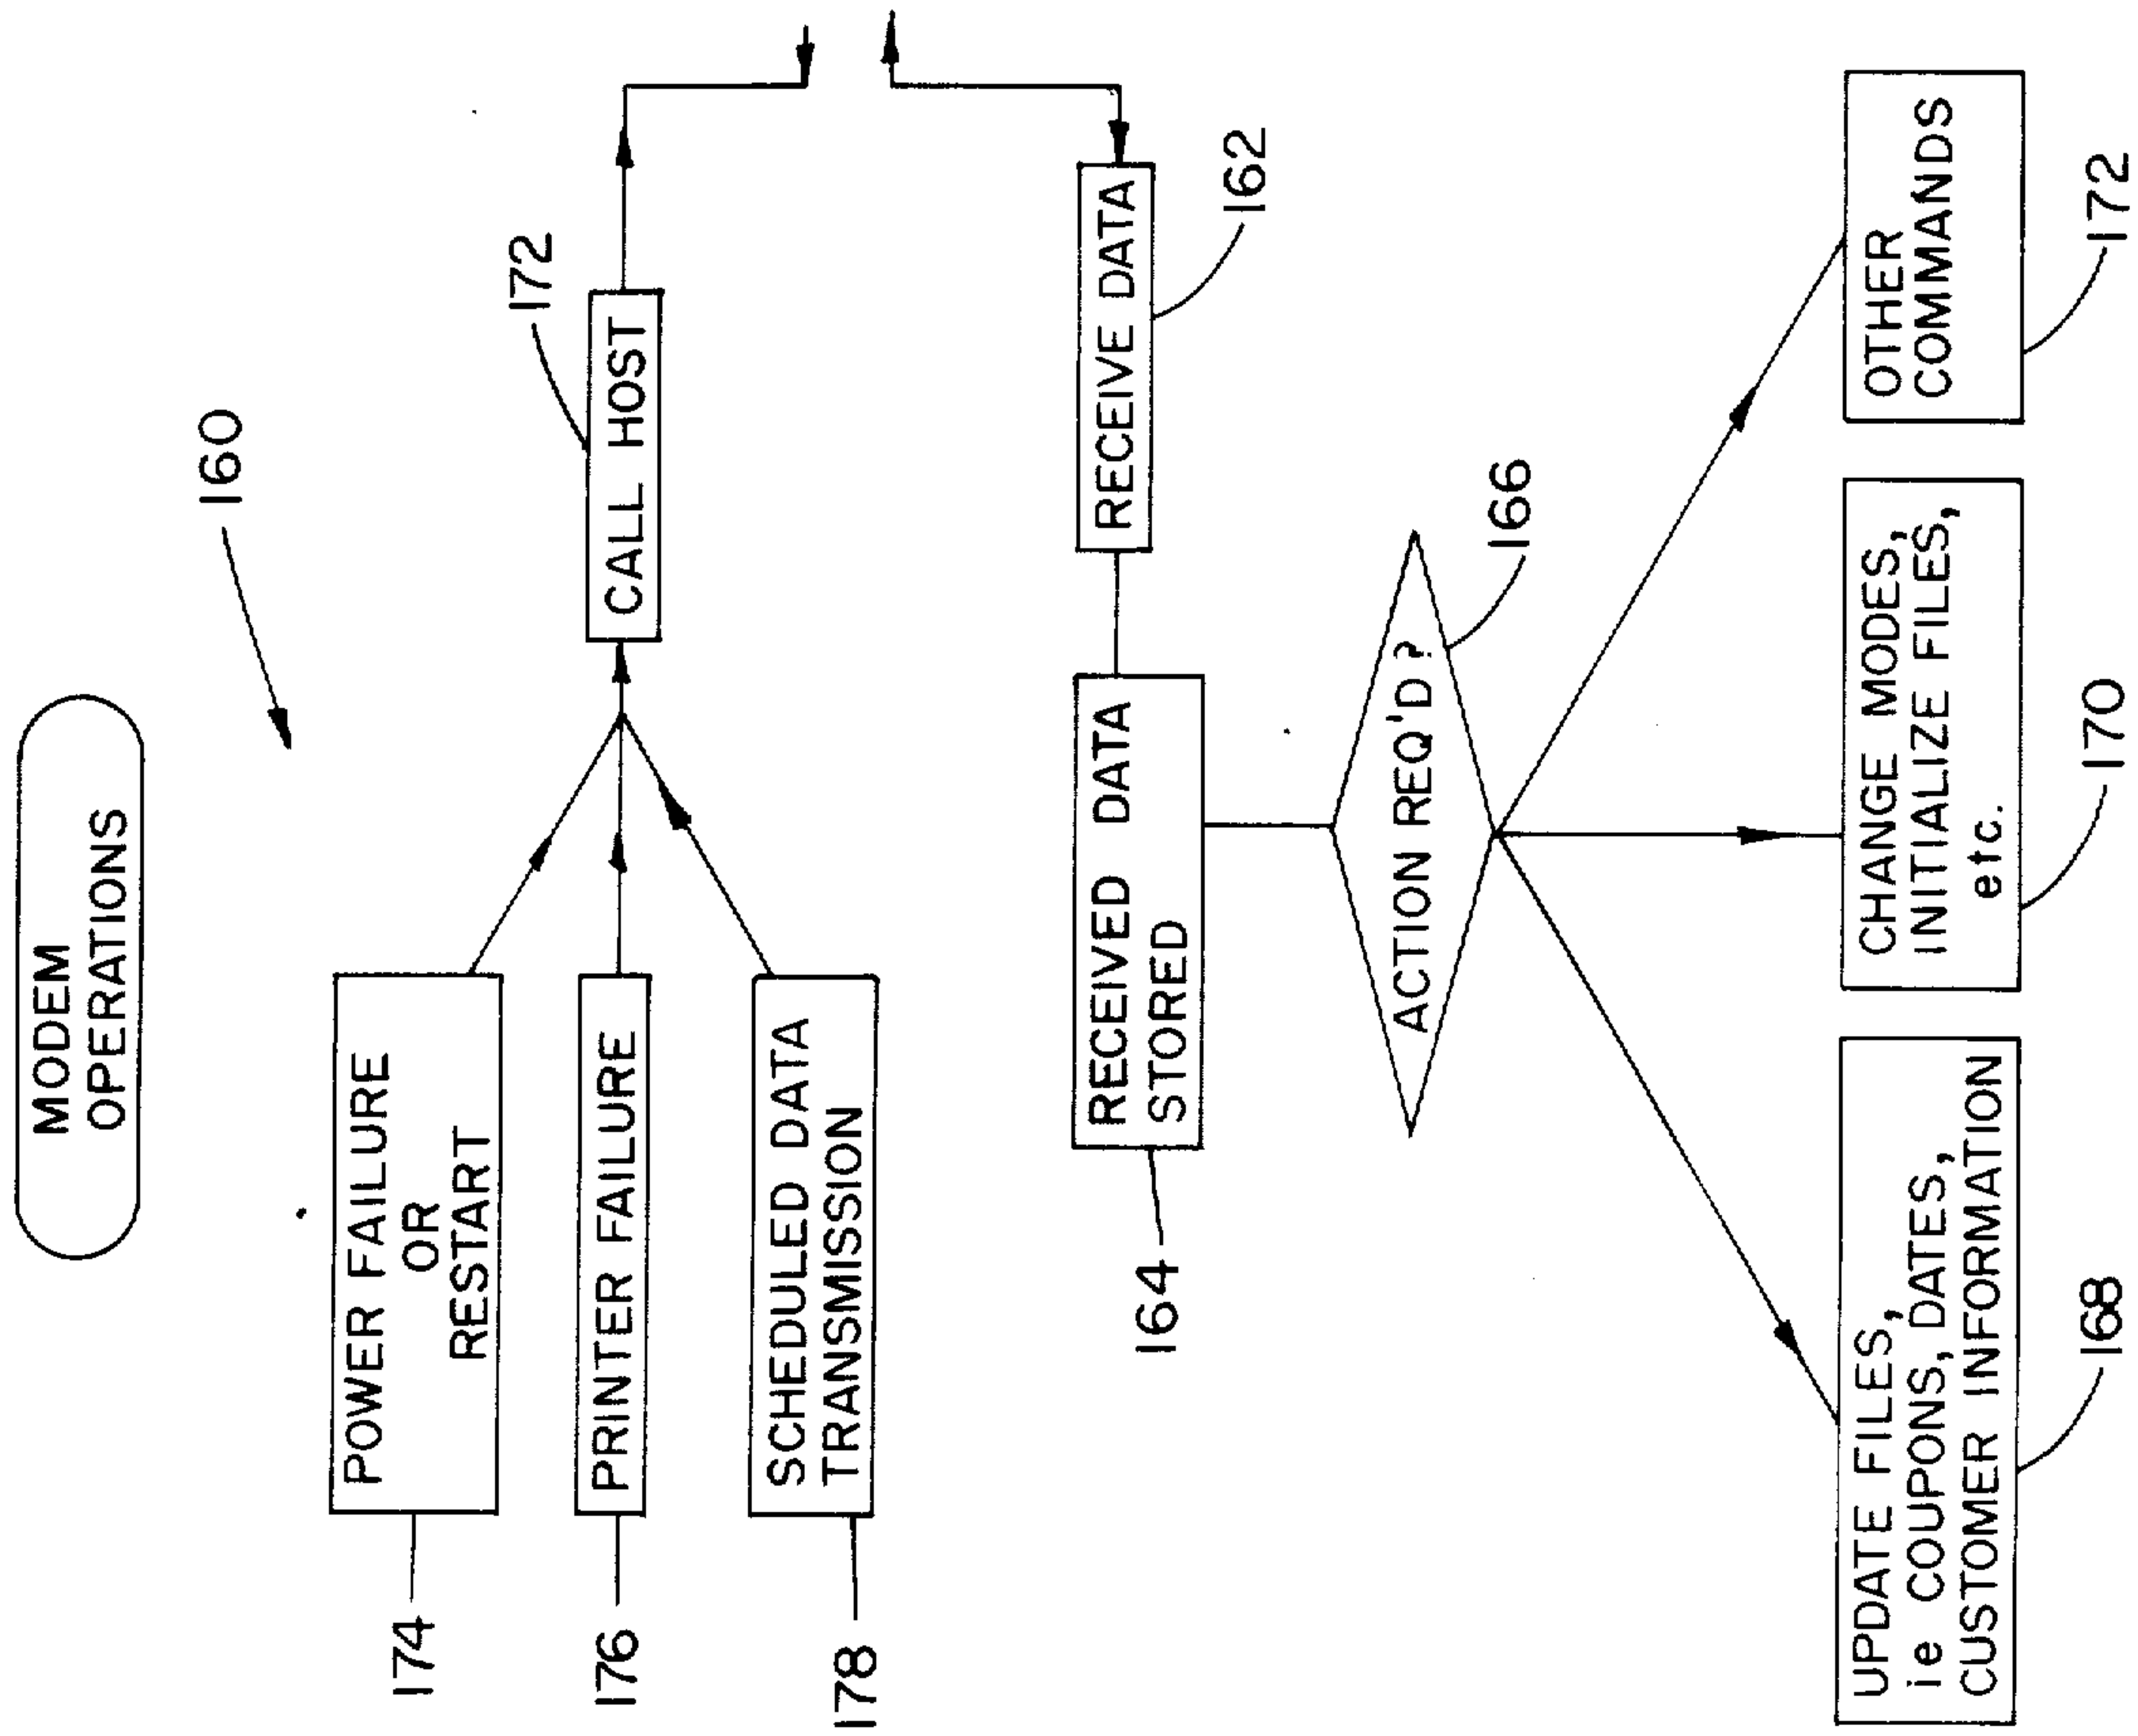 MODEM
OPERATIONS
160
174
POWER FAILURE
OR
RESTART
176
PRINTER FAILURE
178
SCHEDULED DATA
TRANSMISSION
172
CALL HOST
164
RECEIVED DATA
STORED
RECEIVE DATA
162
ACTION REQ'D?
166
UPDATE FILES,
ie COUPONS, DATES,
CUSTOMER INFORMATION
168
CHANGE MODES,
INITIALIZE FILES,
etc.
170
OTHER
COMMANDS
172